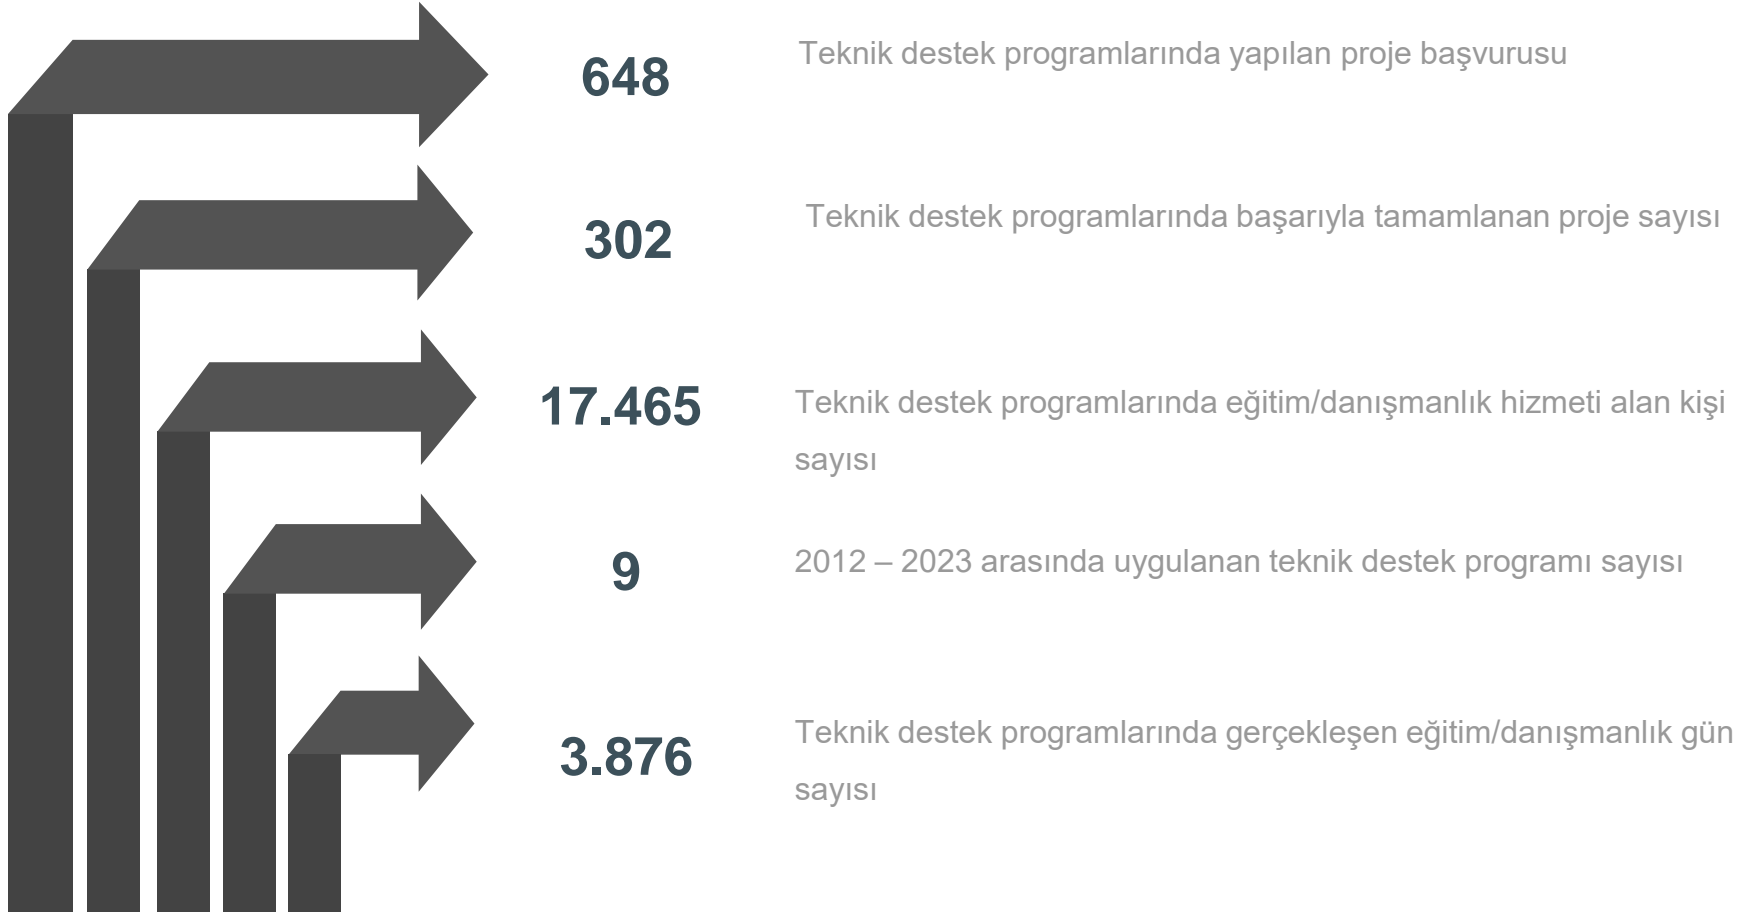 648
Teknik destek programlarında yapılan proje başvurusu
302
Teknik destek programlarında başarıyla tamamlanan proje sayısı
17.465
Teknik destek programlarında eğitim/danışmanlık hizmeti alan kişi
sayısı
9
2012 – 2023 arasında uygulanan teknik destek programı sayısı
3.876
Teknik destek programlarında gerçekleşen eğitim/danışmanlık gün
sayısı